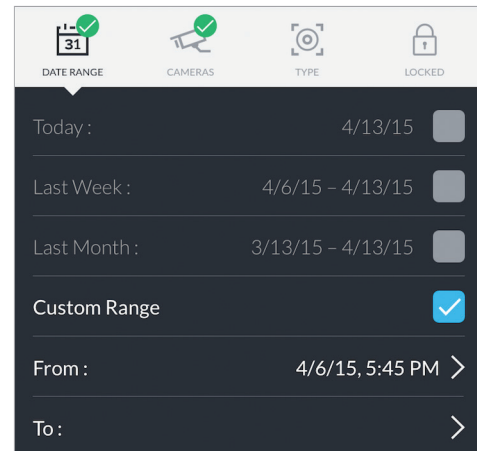 31
DATE RANGE CAMERAS TYPE LOCKED
Today : 4/13/15
Last Week : 4/6/15 – 4/13/15
Last Month : 3/13/15 – 4/13/15
Custom Range
From : 4/6/15, 5:45 PM
To :